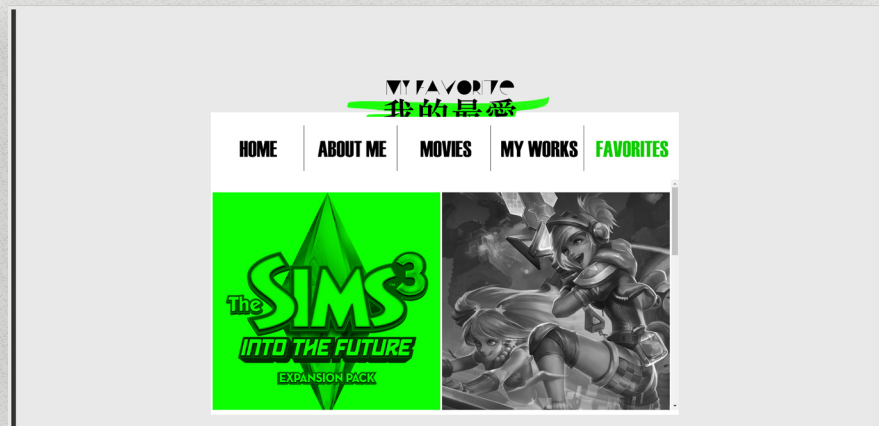 MY FAVORITE
我的最愛
HOME
ABOUT ME
MOVIES
MY WORKS
FAVORITES
The SIMS 3
INTO THE FUTURE
EXPANSION PACK